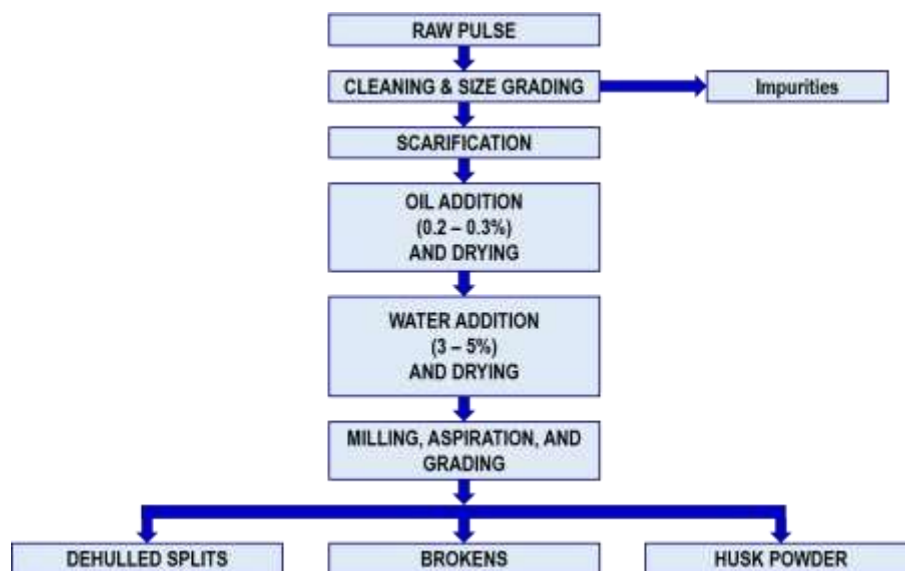 RAW PULSE
CLEANING & SIZE GRADING
Impurities
SCARIFICATION
OIL ADDITION
(0.2 – 0.3%)
AND DRYING
WATER ADDITION
(3 – 5%)
AND DRYING
MILLING, ASPIRATION, AND
GRADING
DEHULLED SPLITS
BROKENS
HUSK POWDER